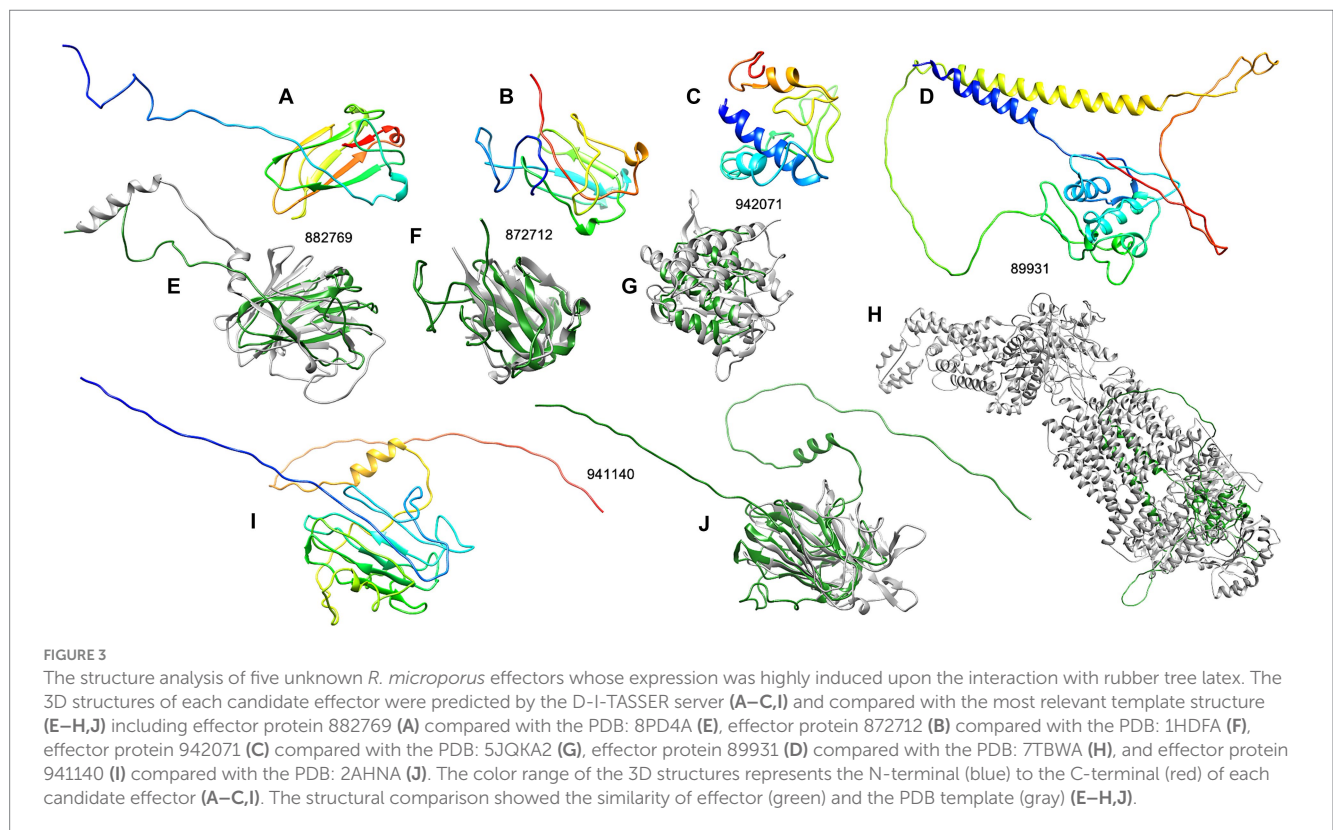 A
B
C
D
882769
872712
942071
89931
E
F
G
H
941140
I
J
FIGURE 3
The structure analysis of five unknown R. microporus effectors whose expression was highly induced upon the interaction with rubber tree latex. The
3D structures of each candidate effector were predicted by the D-I-TASSER server (A–C,I) and compared with the most relevant template structure
(E–H,J) including effector protein 882769 (A) compared with the PDB: 8PD4A (E), effector protein 872712 (B) compared with the PDB: 1HDFA (F),
effector protein 942071 (C) compared with the PDB: 5JQKA2 (G), effector protein 89931 (D) compared with the PDB: 7TBWA (H), and effector protein
941140 (I) compared with the PDB: 2AHNA (J). The color range of the 3D structures represents the N-terminal (blue) to the C-terminal (red) of each
candidate effector (A–C,I). The structural comparison showed the similarity of effector (green) and the PDB template (gray) (E–H,J).